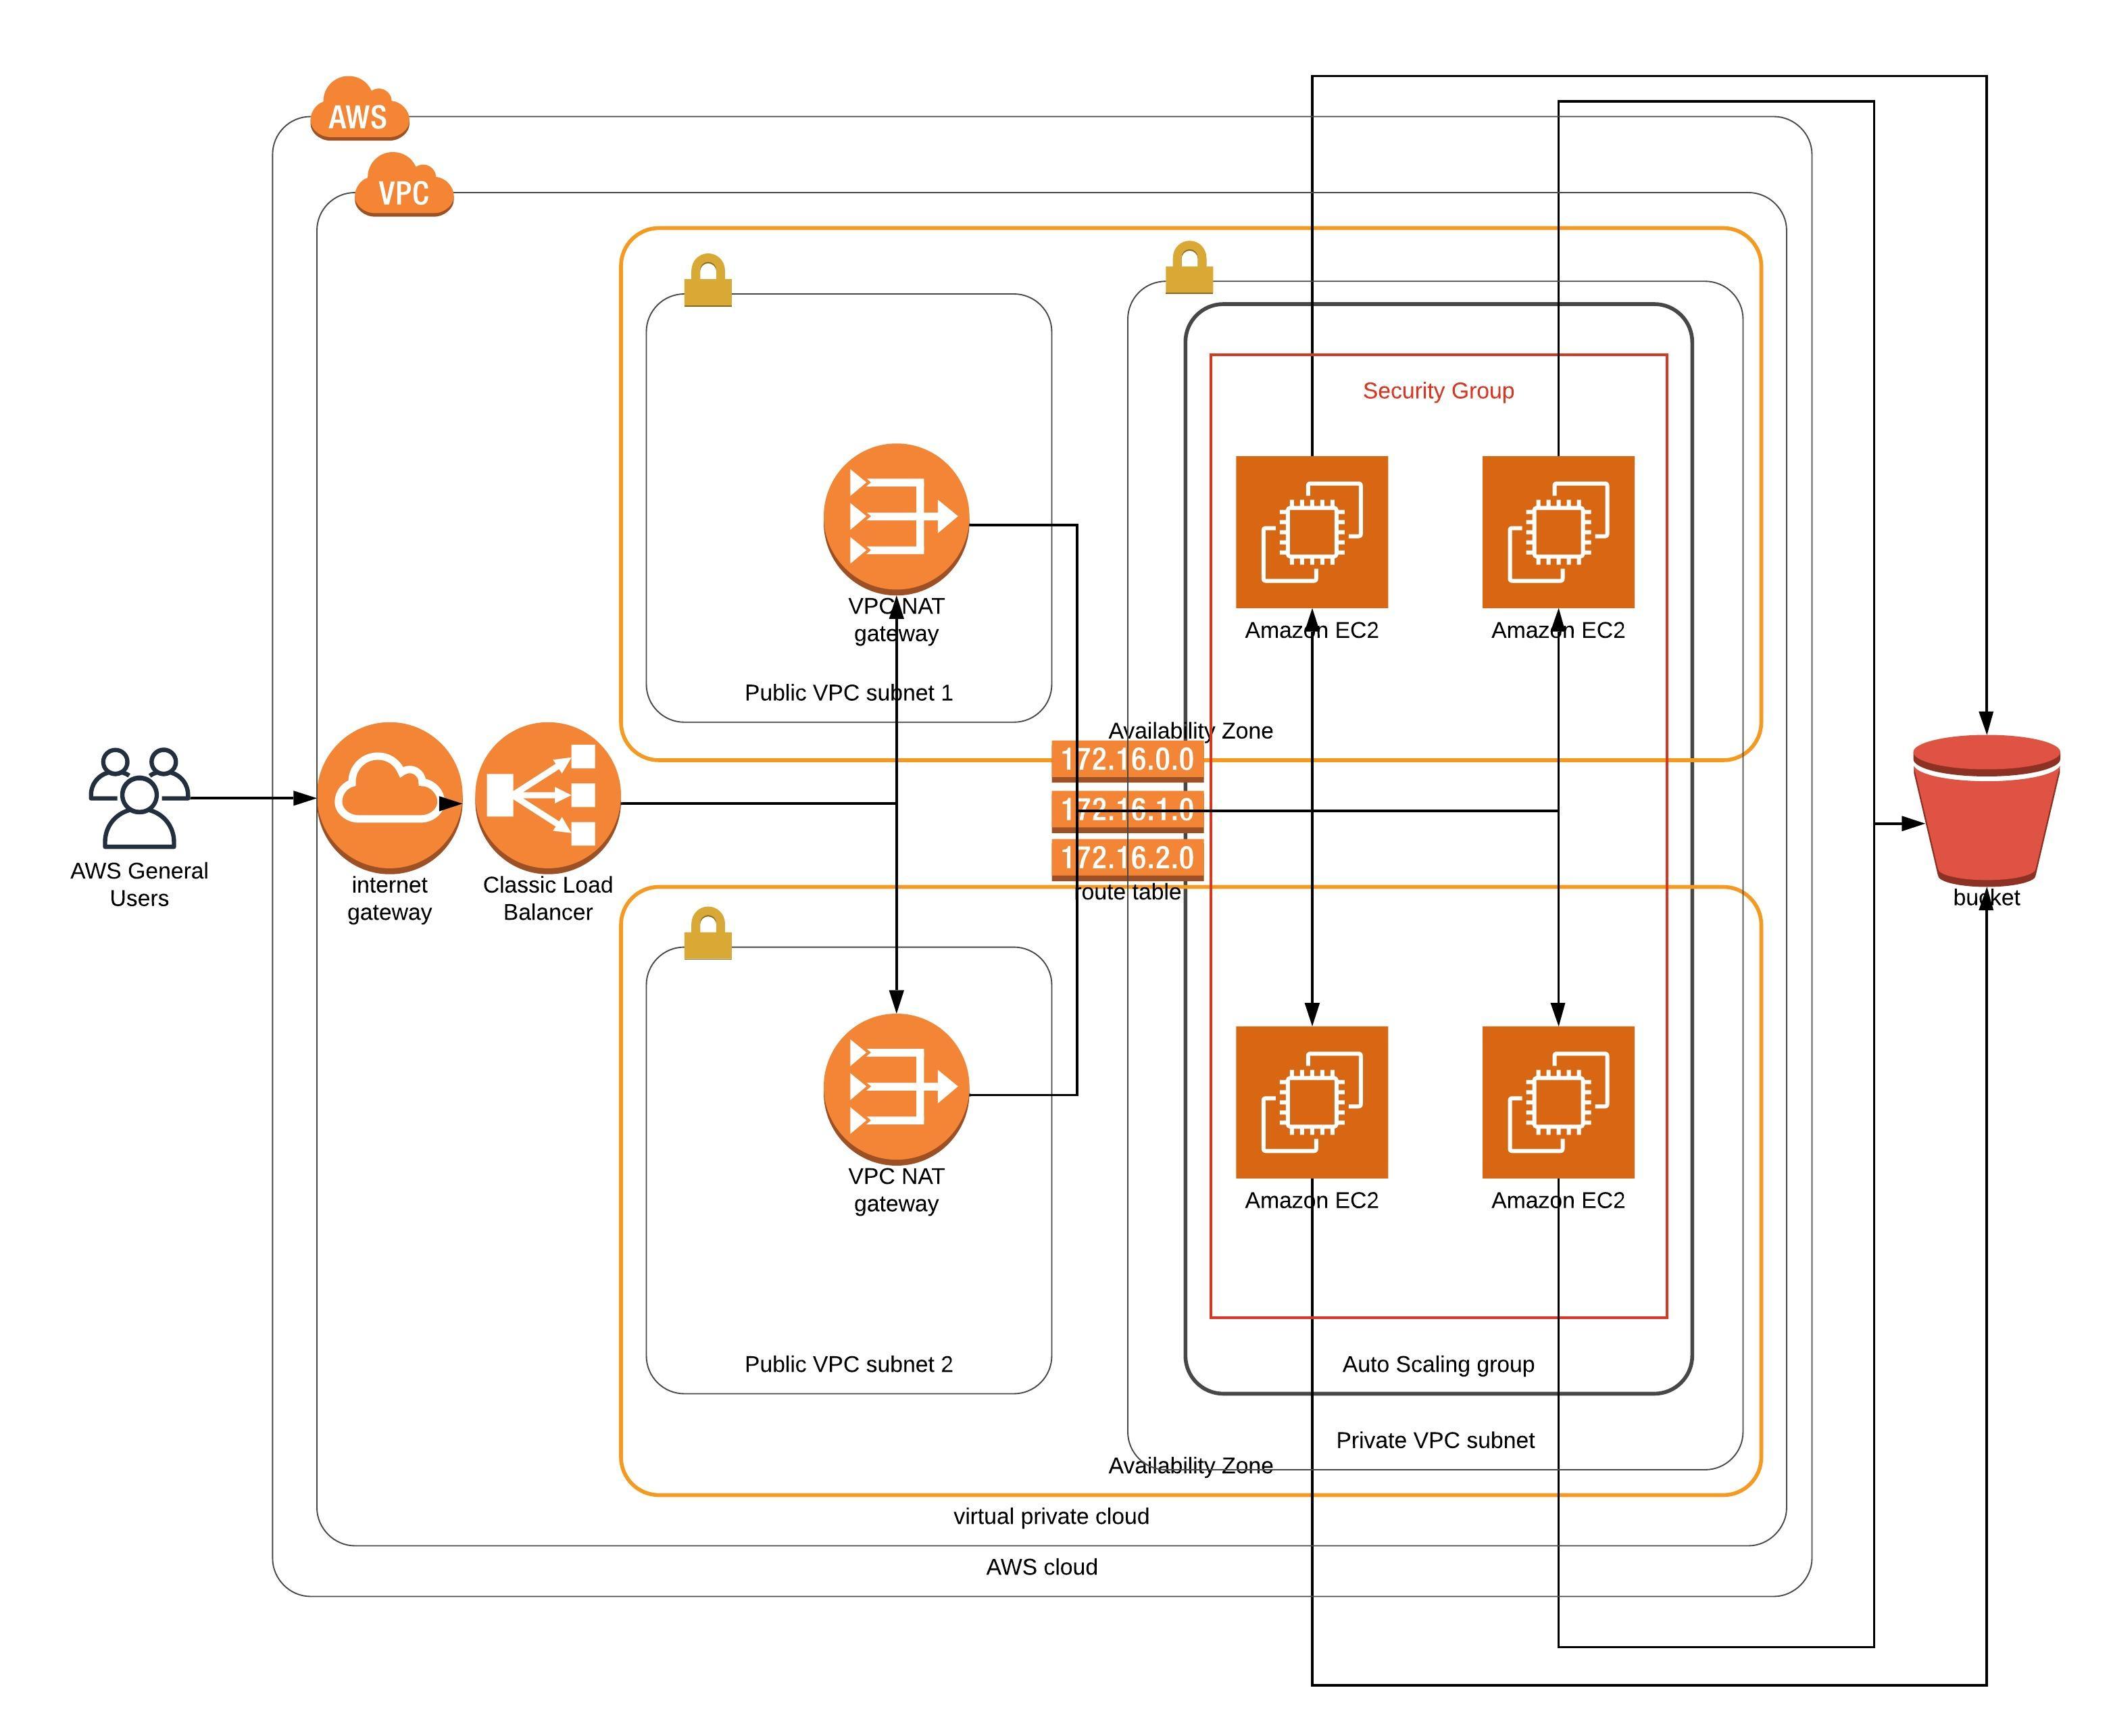 AWS
VPC
Security Group
VPC NAT
gateway
Amazon EC2
Amazon EC2
Public VPC subnet 1
Availability Zone
172.16.0.0
172.16.1.0
172.16.2.0
route table
AWS General
Users
internet
gateway
Classic Load
Balancer
bucket
VPC NAT
gateway
Amazon EC2
Amazon EC2
Public VPC subnet 2
Auto Scaling group
Private VPC subnet
Availability Zone
virtual private cloud
AWS cloud